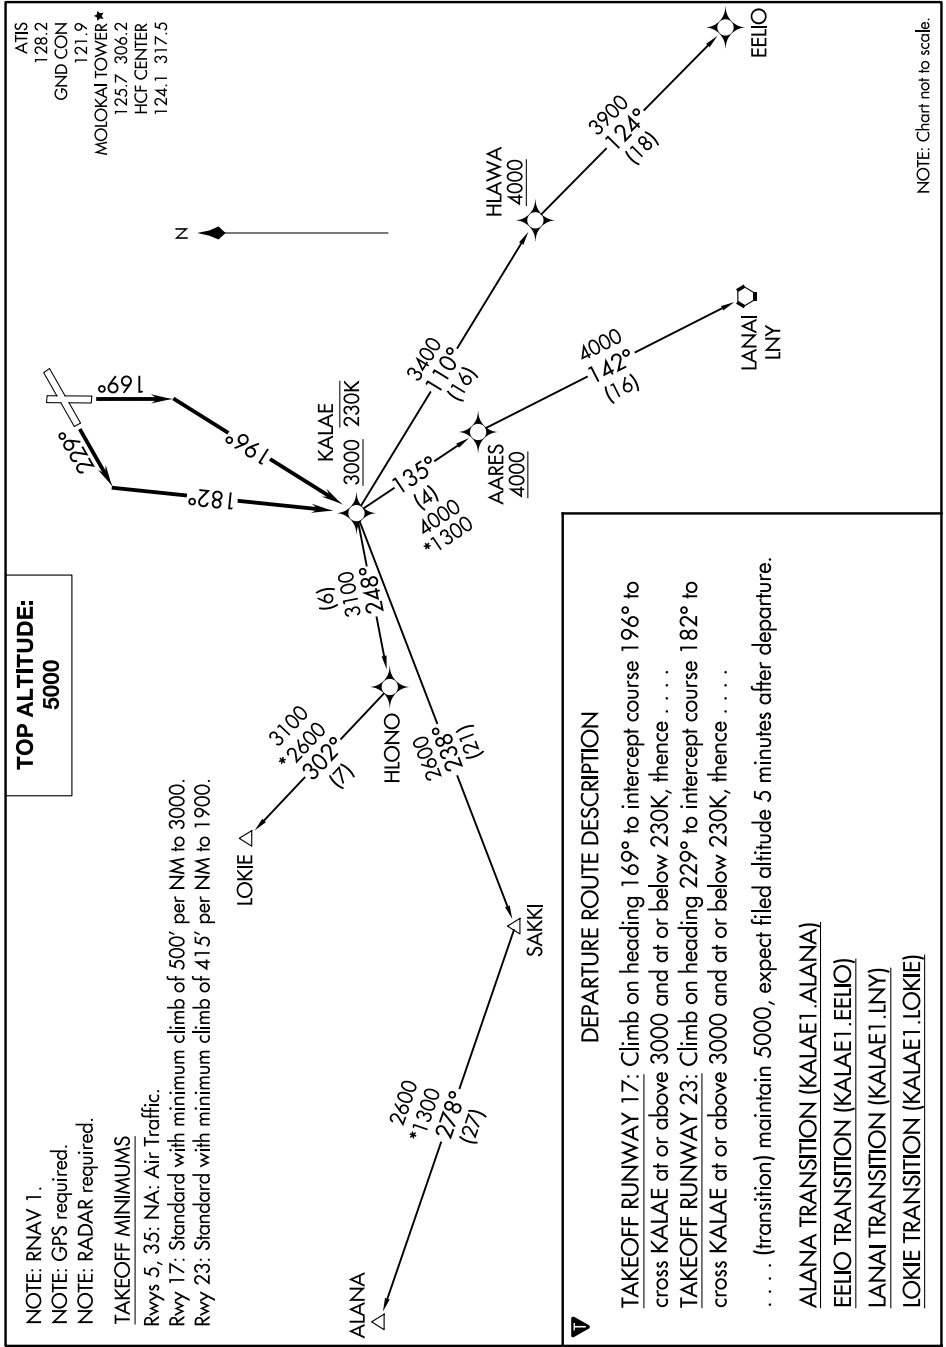 ATIS
128.2
GND CON
121.9
MOLOKAI TOWER★
125.7 306.2
HCF CENTER
124.1 317.5
TOP ALTITUDE:
5000
NOTE: RNAV 1.
NOTE: GPS required.
NOTE: RADAR required.
TAKEOFF MINIMUMS
Rwys 5, 35: NA: Air Traffic.
Rwy 17: Standard with minimum climb of 500' per NM to 3000.
Rwy 23: Standard with minimum climb of 415' per NM to 1900.
N
169°
196°
229°
182°
KALAE
3000 230K
(6)
3100
248°
HLONO
3100
*2600
302°
(7)
LOKIE
2600
238°
(21)
SAKKI
2600
*1300
278°
(27)
ALANA
135°
(4)
4000
*1300
AARES
4000
4000
142°
(16)
LANAI
LNY
3400
110°
(16)
HLAWA
4000
3900
124°
(18)
EELIO
NOTE: Chart not to scale.
DEPARTURE ROUTE DESCRIPTION
T
TAKEOFF RUNWAY 17: Climb on heading 169° to intercept course 196° to
cross KALAE at or above 3000 and at or below 230K, thence . . . .
TAKEOFF RUNWAY 23: Climb on heading 229° to intercept course 182° to
cross KALAE at or above 3000 and at or below 230K, thence . . . .
. . . . (transition) maintain 5000, expect filed altitude 5 minutes after departure.
ALANA TRANSITION (KALAE1.ALANA)
EELIO TRANSITION (KALAE1.EELIO)
LANAI TRANSITION (KALAE1.LNY)
LOKIE TRANSITION (KALAE1.LOKIE)